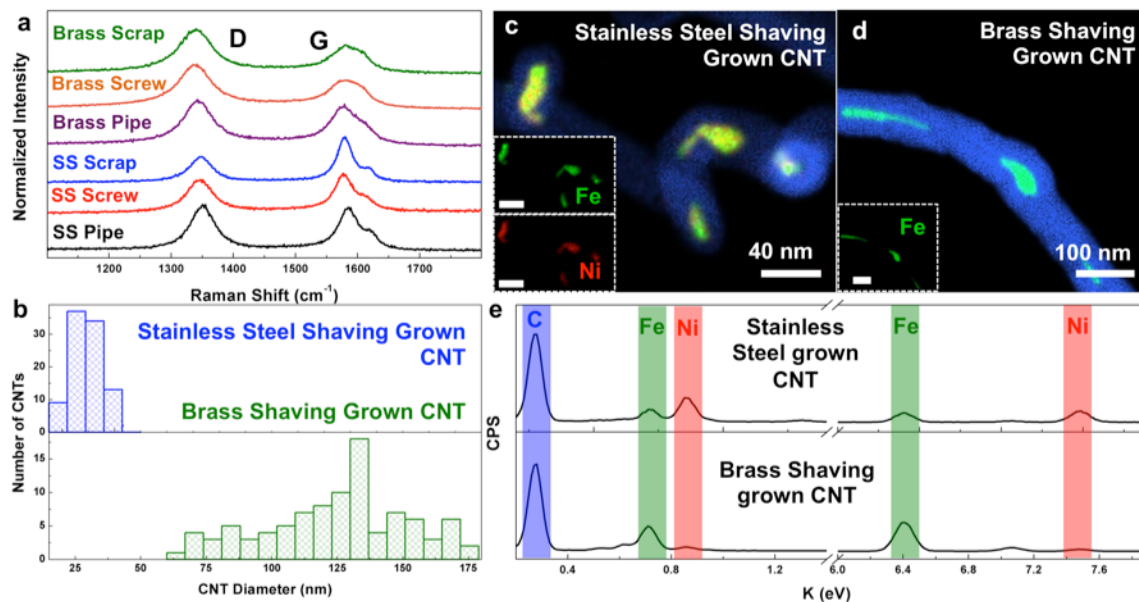 a
Normalized Intensity
Brass Scrap
Brass Screw
Brass Pipe
SS Scrap
SS Screw
SS Pipe
D
G
1200 1300 1400 1500 1600 1700
Raman Shift (cm⁻¹)
b
Number of CNTs
30
15
0
15
10
5
0
Stainless Steel Shaving Grown
CNT
Brass Shaving Grown CNT
25 50 75 100 125 150 175
CNT Diameter (nm)
c
Stainless Steel Shaving
Grown CNT
Fe
Ni
40 nm
d
Brass Shaving
Grown CNT
Fe
100 nm
e
CPS
C
Fe
Ni
Fe
Ni
Stainless
Steel grown
CNT
Brass Shaving
grown CNT
0.4 0.8 1.2 6.0 6.4 6.8 7.2 7.6
K (eV)